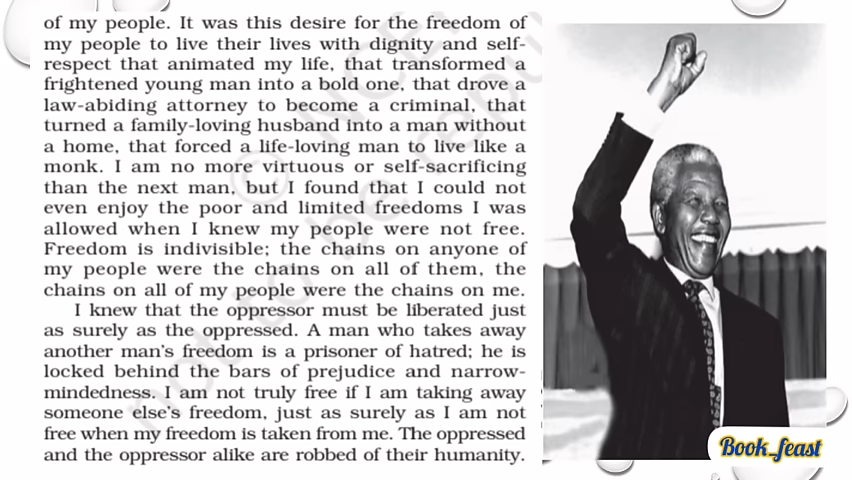 of my people. It was this desire for the freedom of
my people to live their lives with dignity and self-
respect that animated my life, that transformed a
frightened young man into a bold one, that drove a
law-abiding attorney to become a criminal, that
turned a family-loving husband into a man without
a home, that forced a life-loving man to live like a
monk. I am no more virtuous or self-sacrificing
than the next man, but I found that I could not
even enjoy the poor and limited freedoms I was
allowed when I knew my people were not free.
Freedom is indivisible; the chains on anyone of
my people were the chains on all of them, the
chains on all of my people were the chains on me.
I knew that the oppressor must be liberated just
as surely as the oppressed. A man who takes away
another man's freedom is a prisoner of hatred; he is
locked behind the bars of prejudice and narrow-
mindedness. I am not truly free if I am taking away
someone else's freedom, just as surely as I am not
free when my freedom is taken from me. The oppressed
and the oppressor alike are robbed of their humanity.
Book_feast